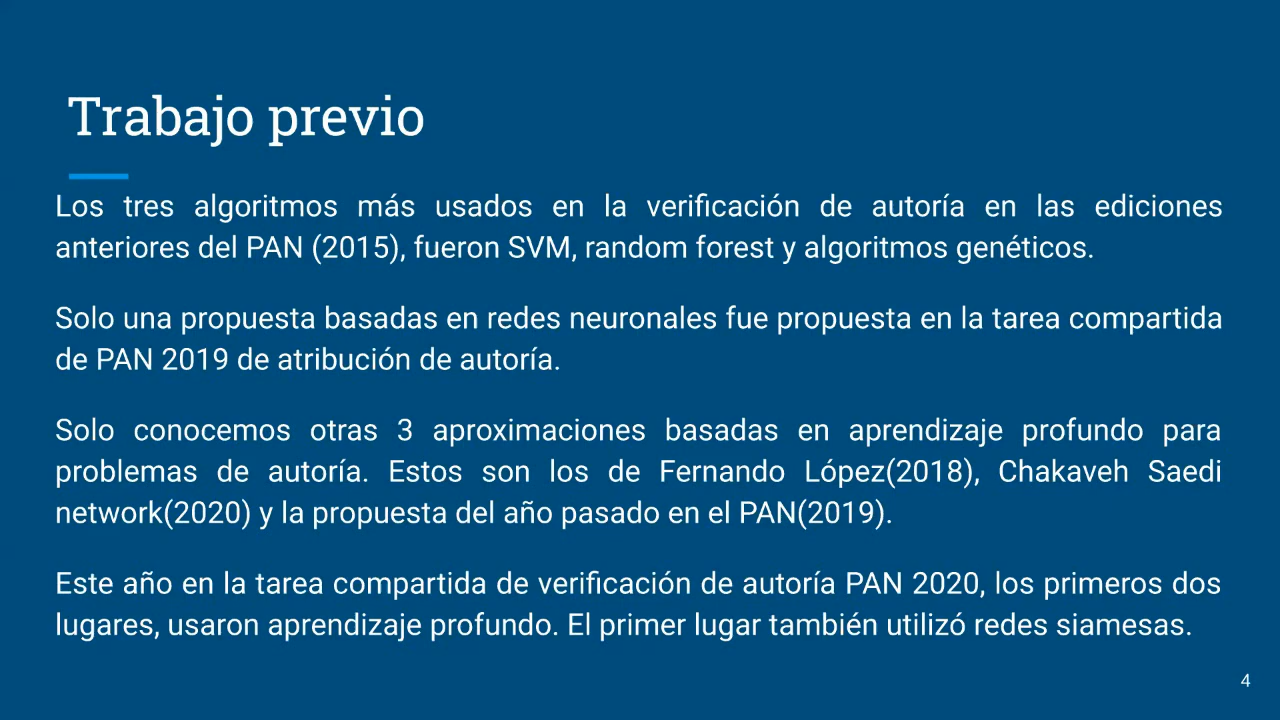 Trabajo previo
Los tres algoritmos más usados en la verificación de autoría en las ediciones
anteriores del PAN (2015), fueron SVM, random forest y algoritmos genéticos.
Solo una propuesta basadas en redes neuronales fue propuesta en la tarea compartida
de PAN 2019 de atribución de autoría.
Solo conocemos otras 3 aproximaciones basadas en aprendizaje profundo para
problemas de autoría. Estos son los de Fernando López(2018), Chakaveh Saedi
network(2020) y la propuesta del año pasado en el PAN(2019).
Este año en la tarea compartida de verificación de autoría PAN 2020, los primeros dos
lugares, usaron aprendizaje profundo. El primer lugar también utilizó redes siamesas.
4